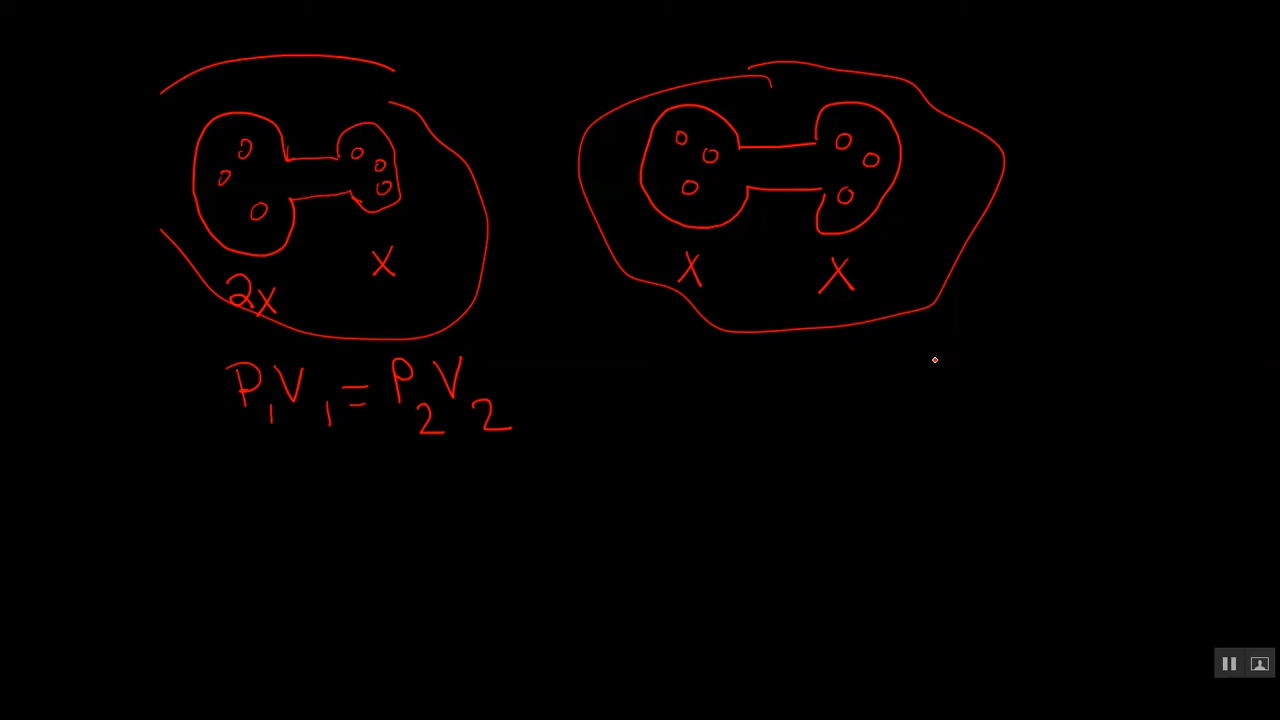 X
2x
X X
P₁V₁ = P₂V₂